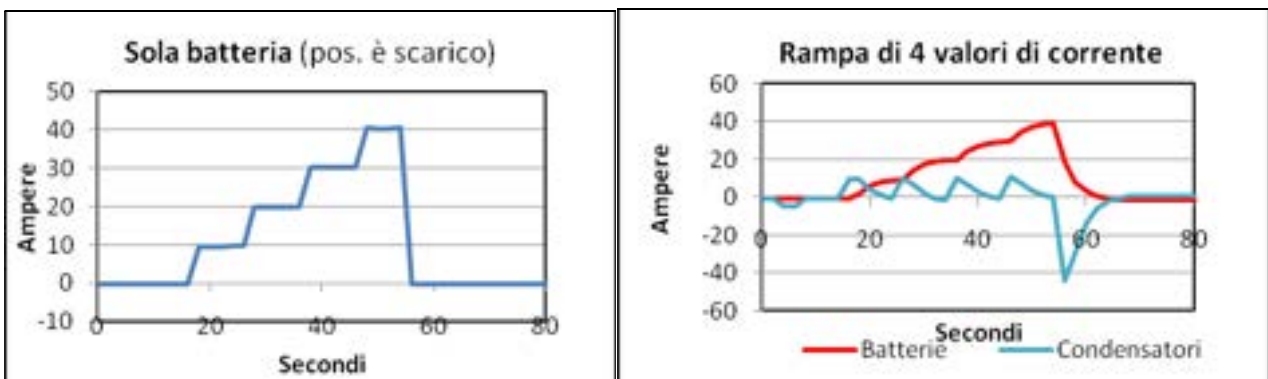 Sola batteria (pos. è scarico)
50
40
30
20
10
0
-10
Ampere
0 20 40 60 80
Secondi
Rampa di 4 valori di corrente
60
40
20
0
-20
-40
-60
Ampere
0 20 40 60 80
Secondi
Batterie Condensatori